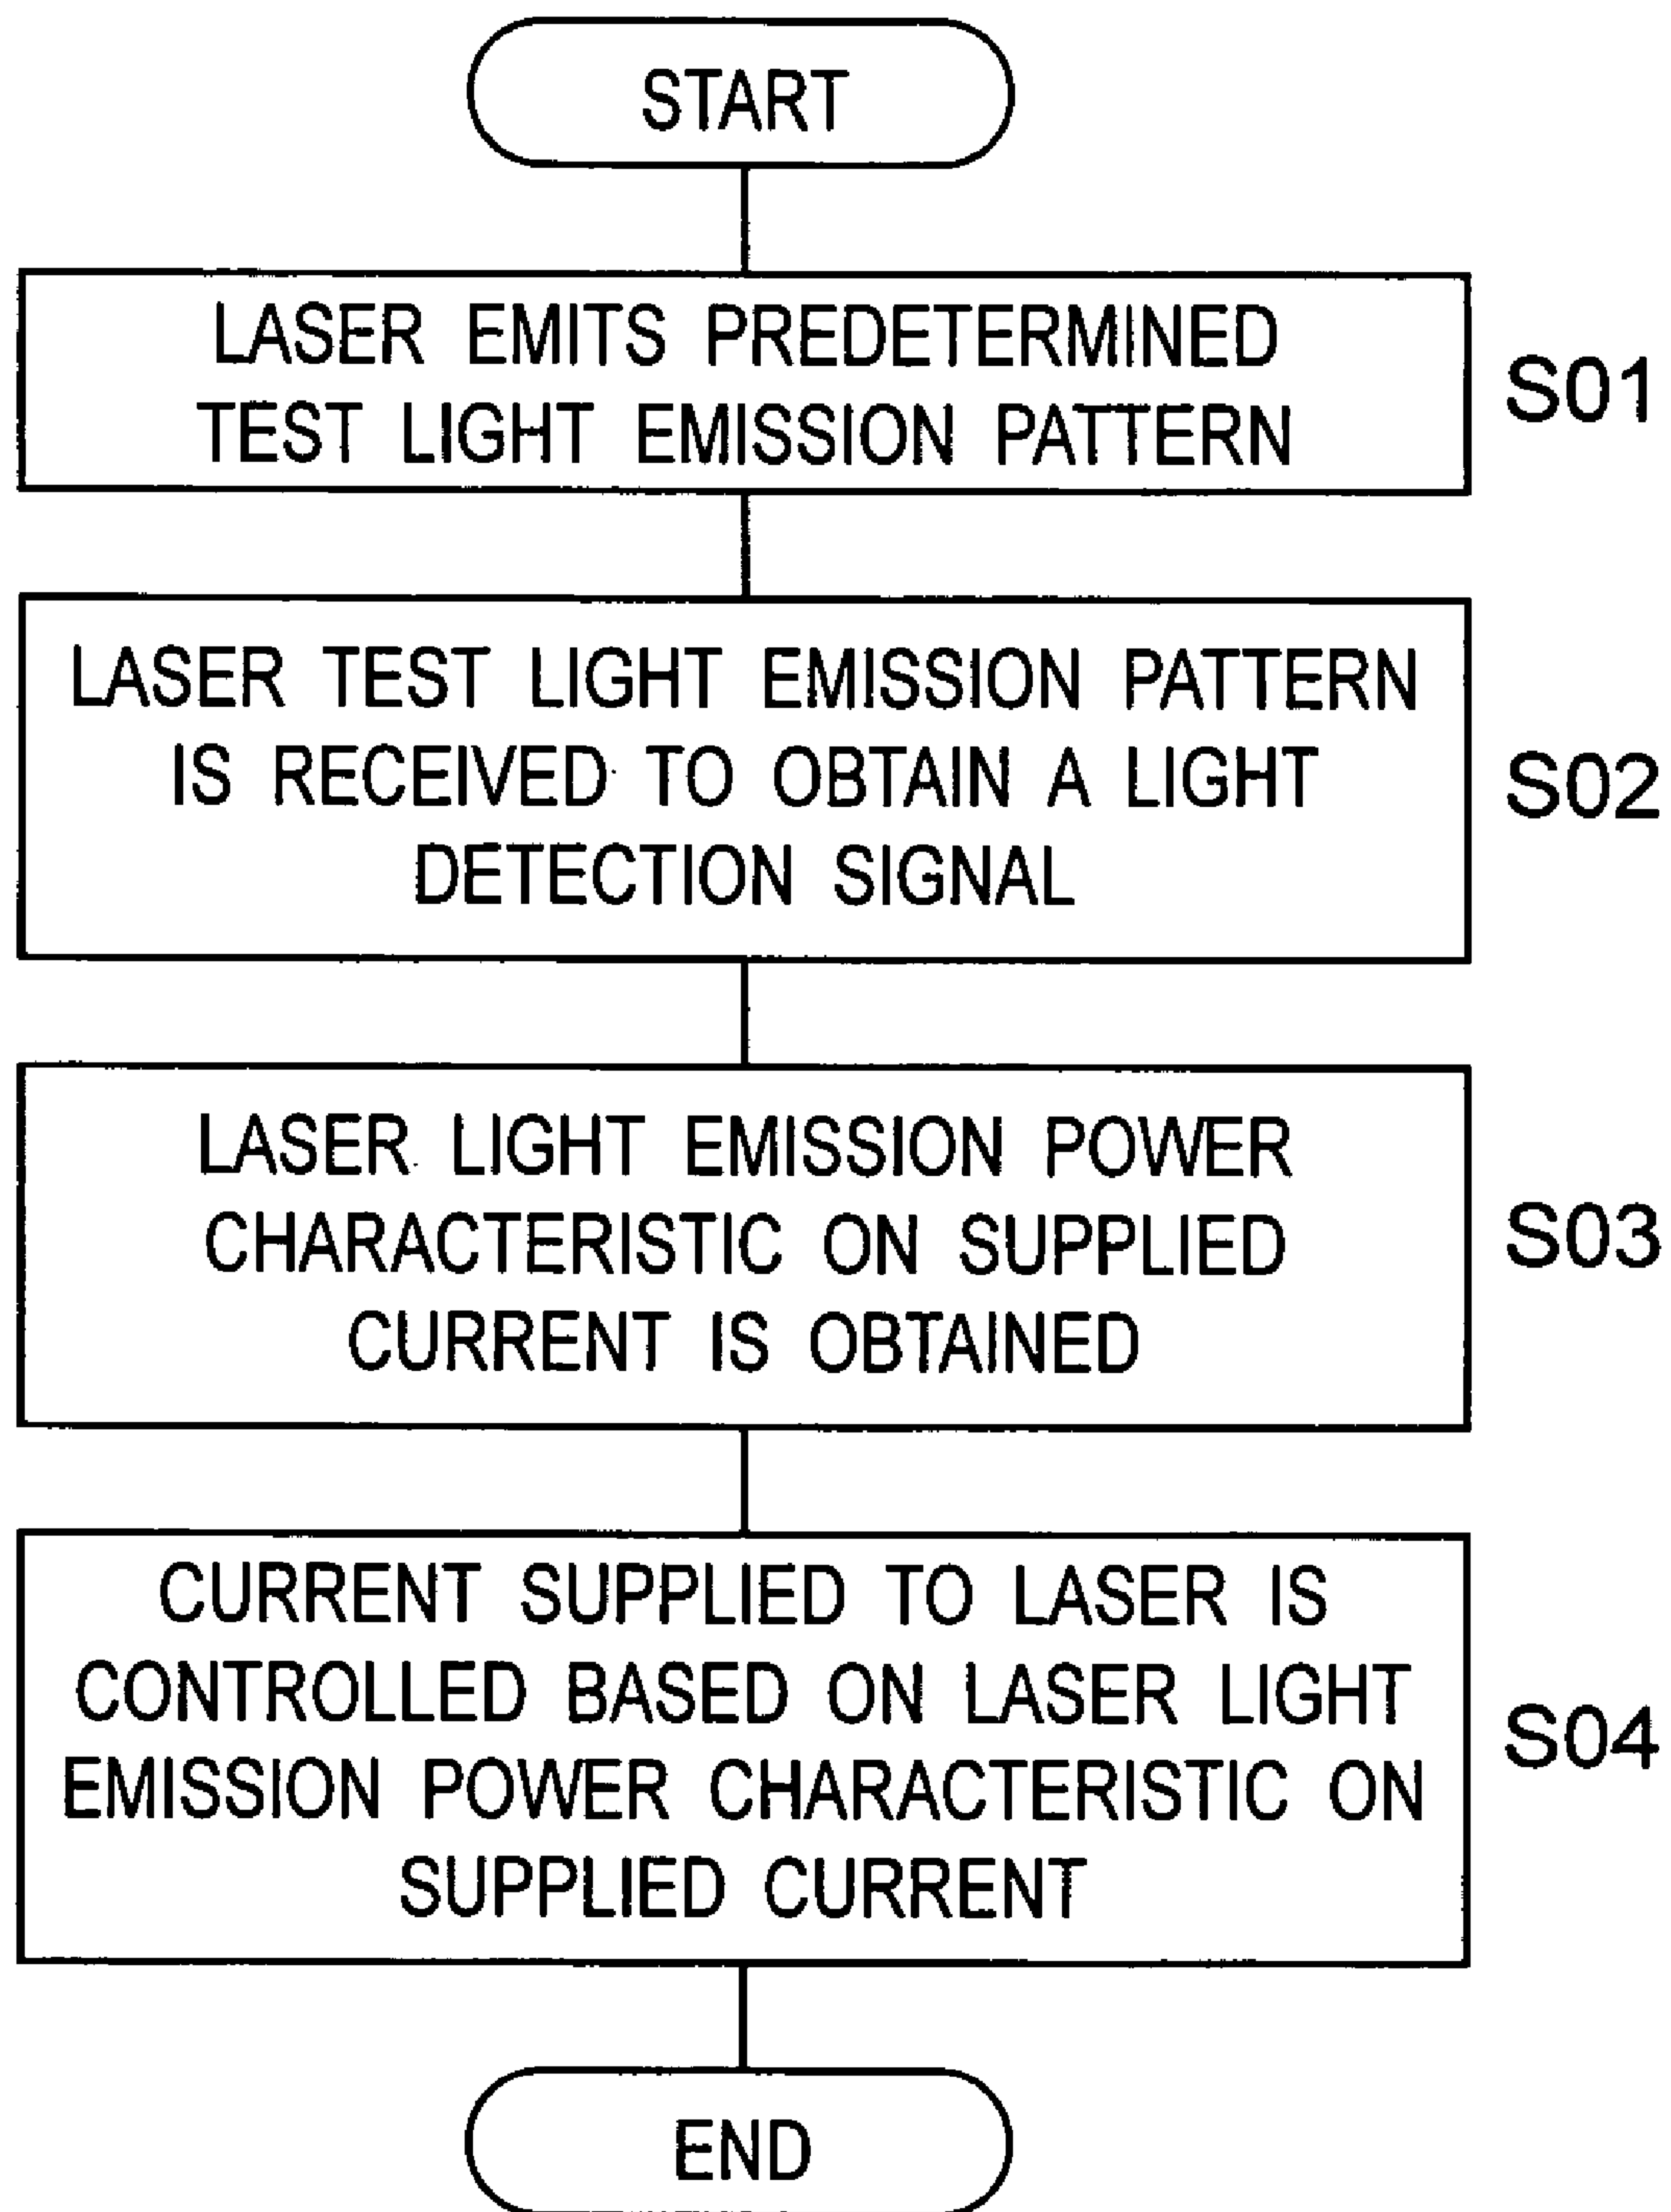 START
LASER EMITS PREDETERMINED
TEST LIGHT EMISSION PATTERN
S01
LASER TEST LIGHT EMISSION PATTERN
IS RECEIVED TO OBTAIN A LIGHT
DETECTION SIGNAL
S02
LASER LIGHT EMISSION POWER
CHARACTERISTIC ON SUPPLIED
CURRENT IS OBTAINED
S03
CURRENT SUPPLIED TO LASER IS
CONTROLLED BASED ON LASER LIGHT
EMISSION POWER CHARACTERISTIC ON
SUPPLIED CURRENT
S04
END